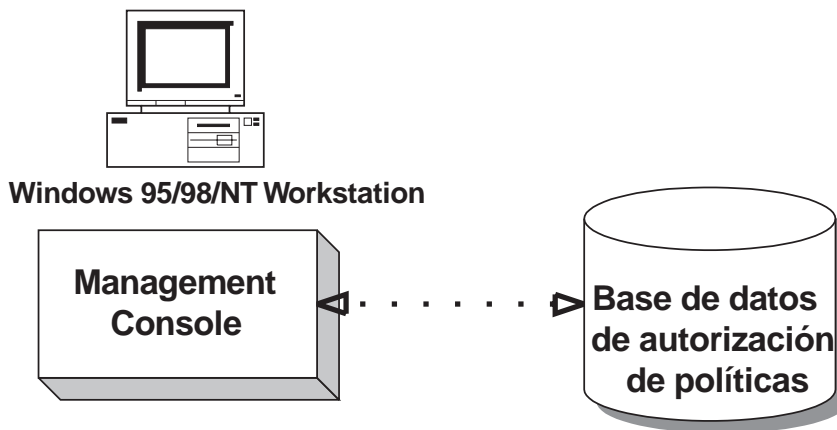 Windows 95/98/NT Workstation
Management
Console
Base de datos
de autorización
de políticas